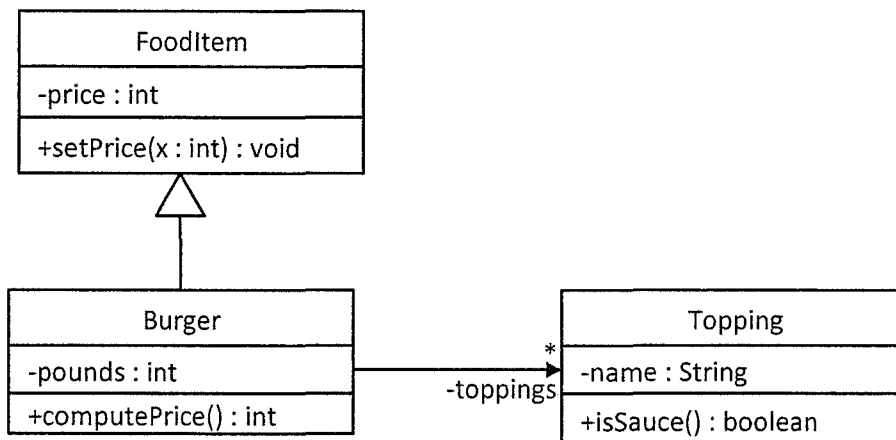 FoodItem
-price : int
+setPrice(x : int) : void
Burger
-pounds : int
+computePrice() : int
*
-toppings
Topping
-name : String
+isSauce() : boolean